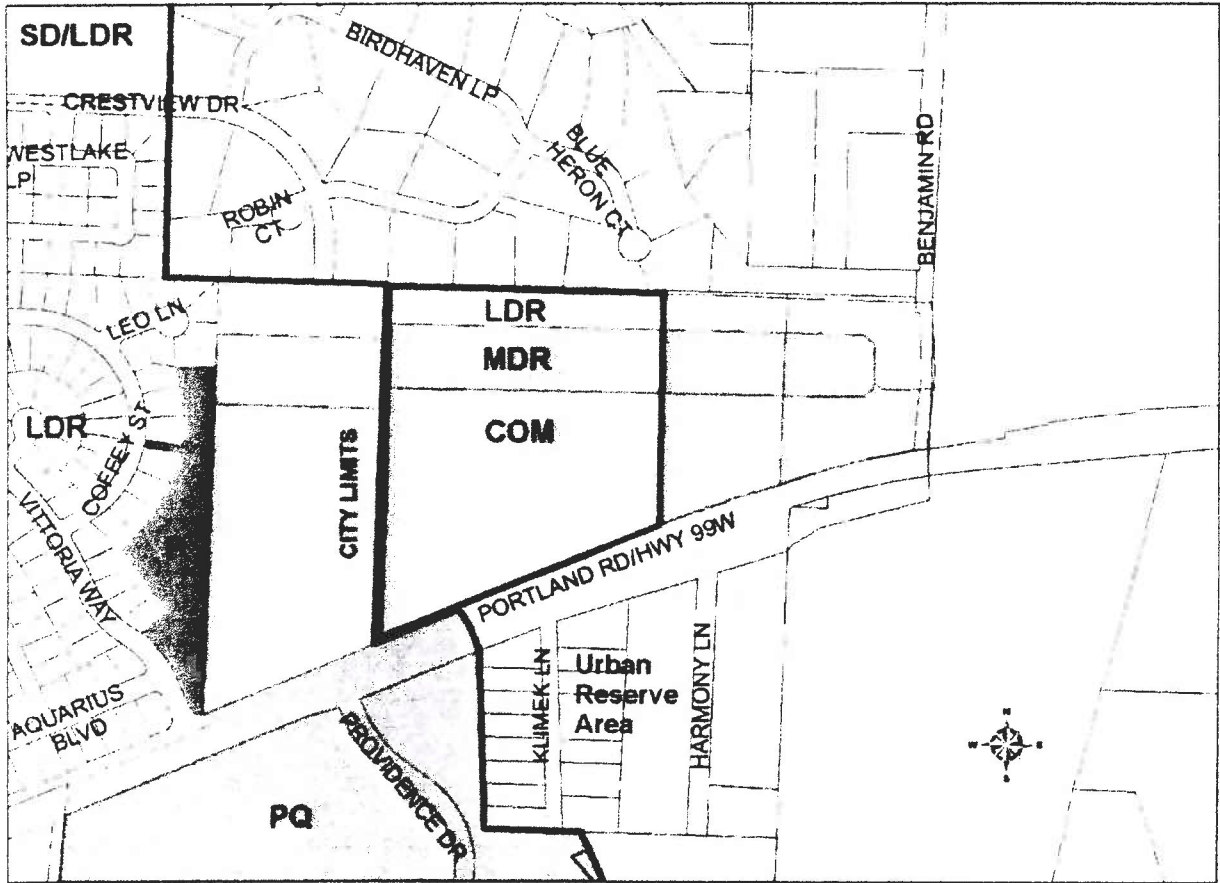 SD/LDR
BIRDHAVEN LP
CRESTVIEW DR
WESTLAKE
LP
BLUE
HERON CT
BENJAMIN RD
ROBIN
CT
LEO LN
LDR
MDR
LDR
COFFEY ST
COM
CITY LIMITS
VITTORIA WAY
PORTLAND RD/HWY 99W
Urban
Reserve
Area
KLIMEK LN
HARMONY LN
AQUARIUS
BLVD
PROVIDENCE DR
PQ
N
W
E
S